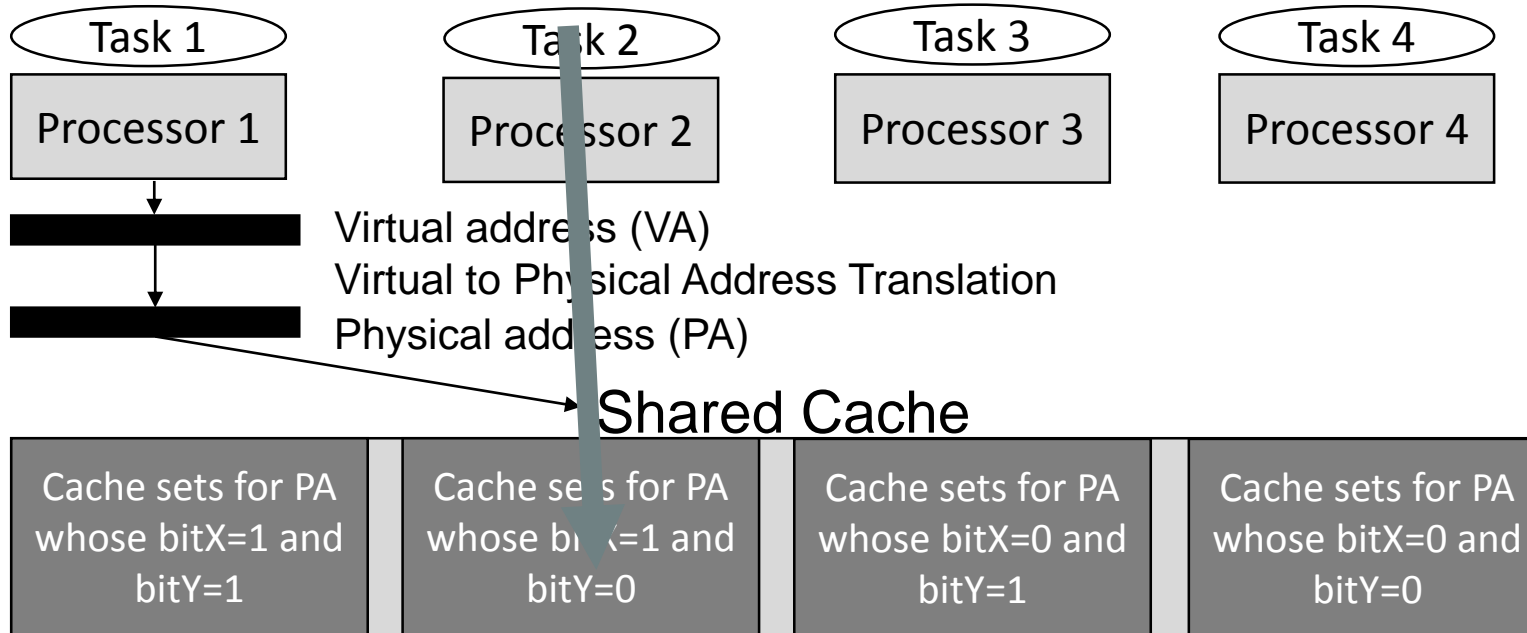 Task 1
Task 2
Task 3
Task 4
Processor 1
Processor 2
Processor 3
Processor 4
Virtual address (VA)
Virtual to Physical Address Translation
Physical address (PA)
Shared Cache
Cache sets for PA
whose bitX=1 and
bitY=1
Cache sets for PA
whose bitX=1 and
bitY=0
Cache sets for PA
whose bitX=0 and
bitY=1
Cache sets for PA
whose bitX=0 and
bitY=0